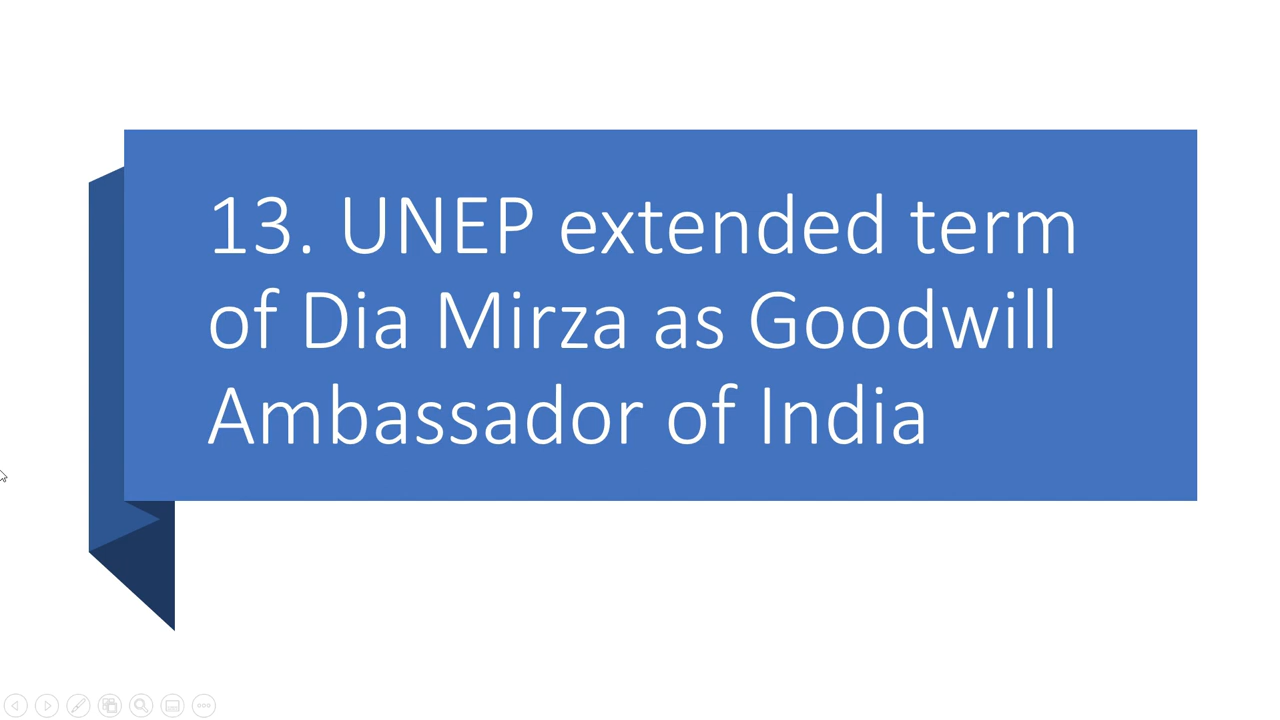 13. UNEP extended term
of Dia Mirza as Goodwill
Ambassador of India